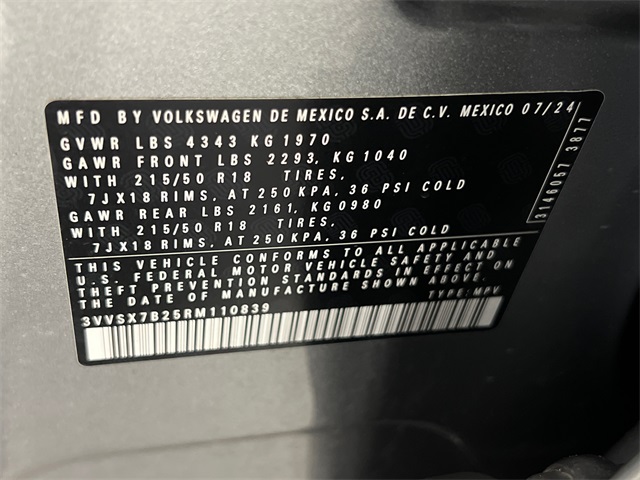 MFD BY VOLKSWAGEN DE MEXICO S.A. DE C.V. MEXICO 07/24
GVWR LBS 4343 KG 1970
GAWR FRONT LBS 2293, KG 1040
WITH 215/50 R18 TIRES,
7JX18 RIMS, AT 250 KPA, 36 PSI COLD
GAWR REAR LBS 2161, KG 0980
WITH 215/50 R18 TIRES,
7JX18 RIMS, AT 250 KPA, 36 PSI COLD
THIS VEHICLE CONFORMS TO ALL APPLICABLE
U.S. FEDERAL MOTOR VEHICLE SAFETY AND
THEFT PREVENTION STANDARDS IN EFFECT ON
THE DATE OF MANUFACTURE SHOWN ABOVE.
3VVSX7B25RM110839 TYPE: MPV
3146057 3877